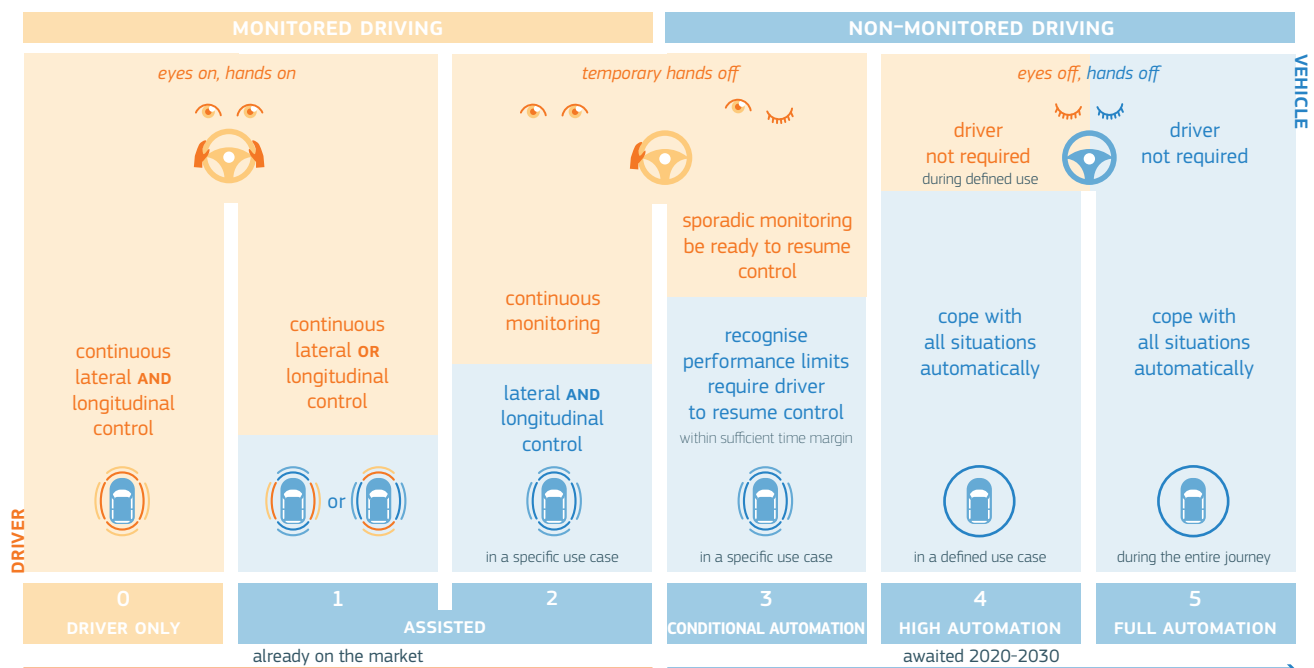 MONITORED DRIVING
NON-MONITORED DRIVING
eyes on, hands on
temporary hands off
eyes off, hands off
VEHICLE
driver
not required
during defined use
driver
not required
sporadic monitoring
be ready to resume
control
continuous
monitoring
continuous
lateral OR
longitudinal
control
continuous
lateral AND
longitudinal
control
lateral AND
longitudinal
control
recognise
performance limits
require driver
to resume control
within sufficient time margin
cope with
all situations
automatically
cope with
all situations
automatically
or
DRIVER
in a specific use case
in a specific use case
in a defined use case
during the entire journey
0
DRIVER ONLY
1
2
ASSISTED
3
CONDITIONAL AUTOMATION
4
HIGH AUTOMATION
5
FULL AUTOMATION
already on the market
awaited 2020-2030